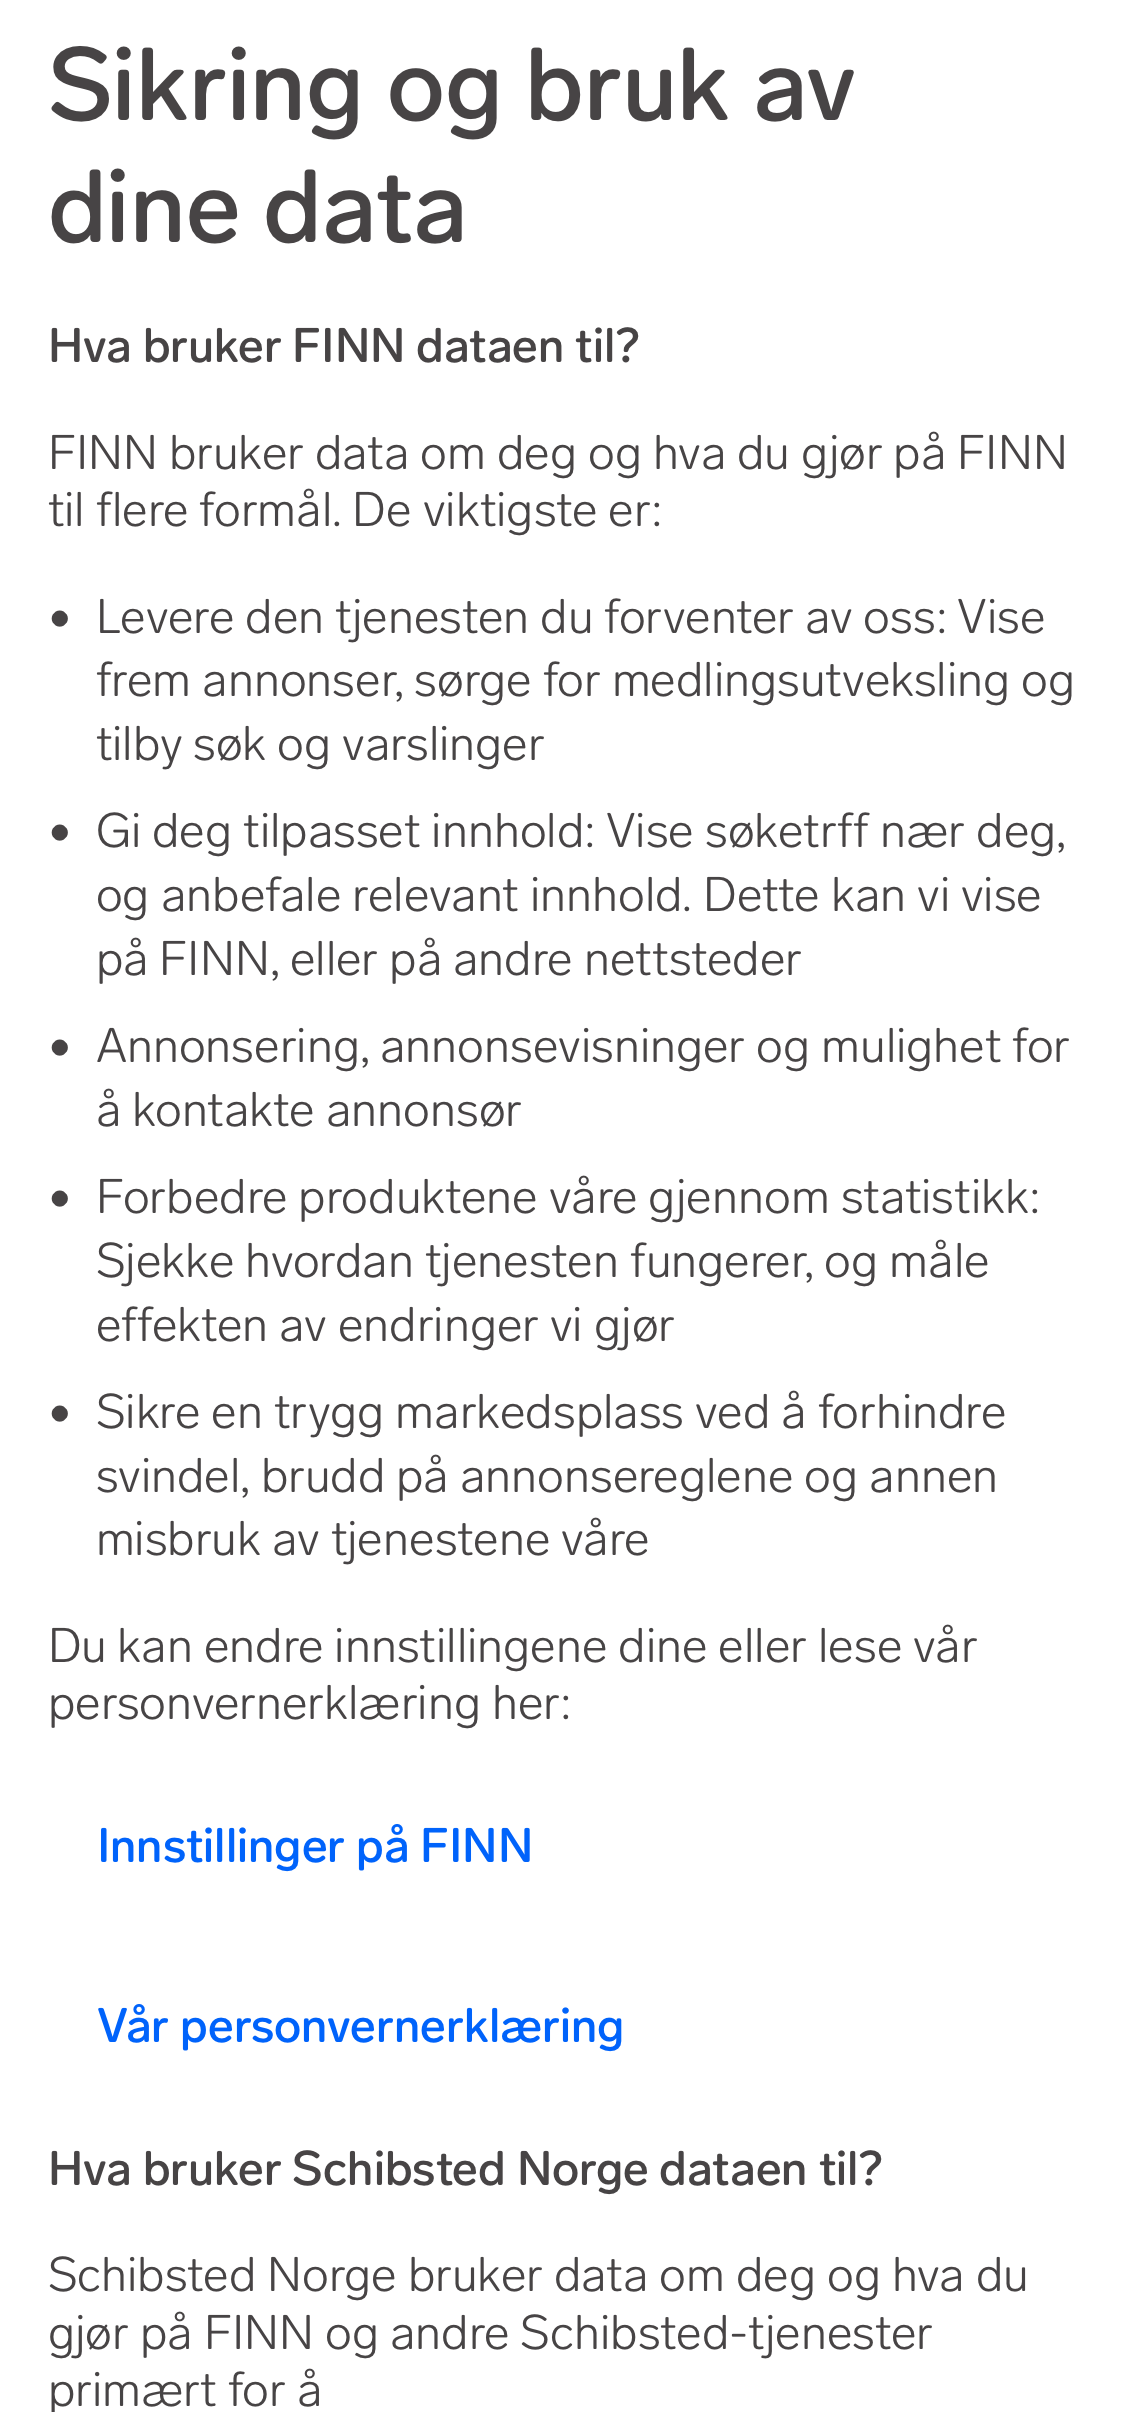 Sikring og bruk av
dine data
Hva bruker FINN dataen til?
FINN bruker data om deg og hva du gjør på FINN
til flere formål. De viktigste er:
• Levere den tjenesten du forventer av oss: Vise
frem annonser, sørge for medlingsutveksling og
tilby søk og varslinger
• Gi deg tilpasset innhold: Vise søketrff nær deg,
og anbefale relevant innhold. Dette kan vi vise
på FINN, eller på andre nettsteder
• Annonsering, annonsevisninger og mulighet for
å kontakte annonsør
• Forbedre produktene våre gjennom statistikk:
Sjekke hvordan tjenesten fungerer, og måle
effekten av endringer vi gjør
• Sikre en trygg markedsplass ved å forhindre
svindel, brudd på annonsereglene og annen
misbruk av tjenestene våre
Du kan endre innstillingene dine eller lese vår
personvernerklæring her:
Innstillinger på FINN
Vår personvernerklæring
Hva bruker Schibsted Norge dataen til?
Schibsted Norge bruker data om deg og hva du
gjør på FINN og andre Schibsted-tjenester
primært for å